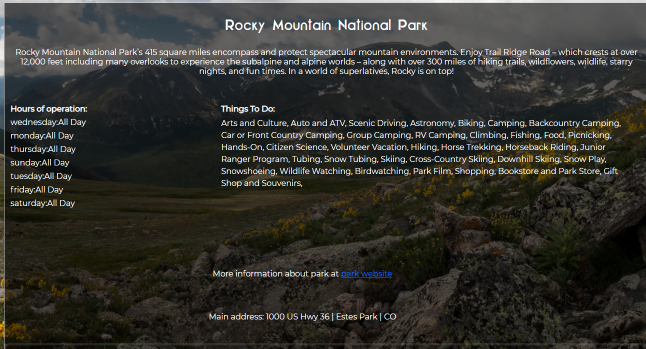 Rocky Mountain National Park
Rocky Mountain National Park's 415 square miles encompass and protect spectacular mountain environments. Enjoy Trail Ridge Road – which crests at over
12,000 feet including many overlooks to experience the subalpine and alpine worlds – along with over 300 miles of hiking trails, wildflowers, wildlife, starry
nights, and fun times. In a world of superlatives, Rocky is on top!
Hours of operation:
wednesday:All Day
monday:All Day
thursday:All Day
sunday:All Day
tuesday:All Day
friday:All Day
saturday:All Day
Things To Do:
Arts and Culture, Auto and ATV, Scenic Driving, Astronomy, Biking, Camping, Backcountry Camping,
Car or Front Country Camping, Group Camping, RV Camping, Climbing, Fishing, Food, Picnicking,
Hands-On, Citizen Science, Volunteer Vacation, Hiking, Horse Trekking, Horseback Riding, Junior
Ranger Program, Tubing, Snow Tubing, Skiing, Cross-Country Skiing, Downhill Skiing, Snow Play,
Snowshoeing, Wildlife Watching, Birdwatching, Park Film, Shopping, Bookstore and Park Store, Gift
Shop and Souvenirs,
More information about park at park website
Main address: 1000 US Hwy 36 | Estes Park | CO